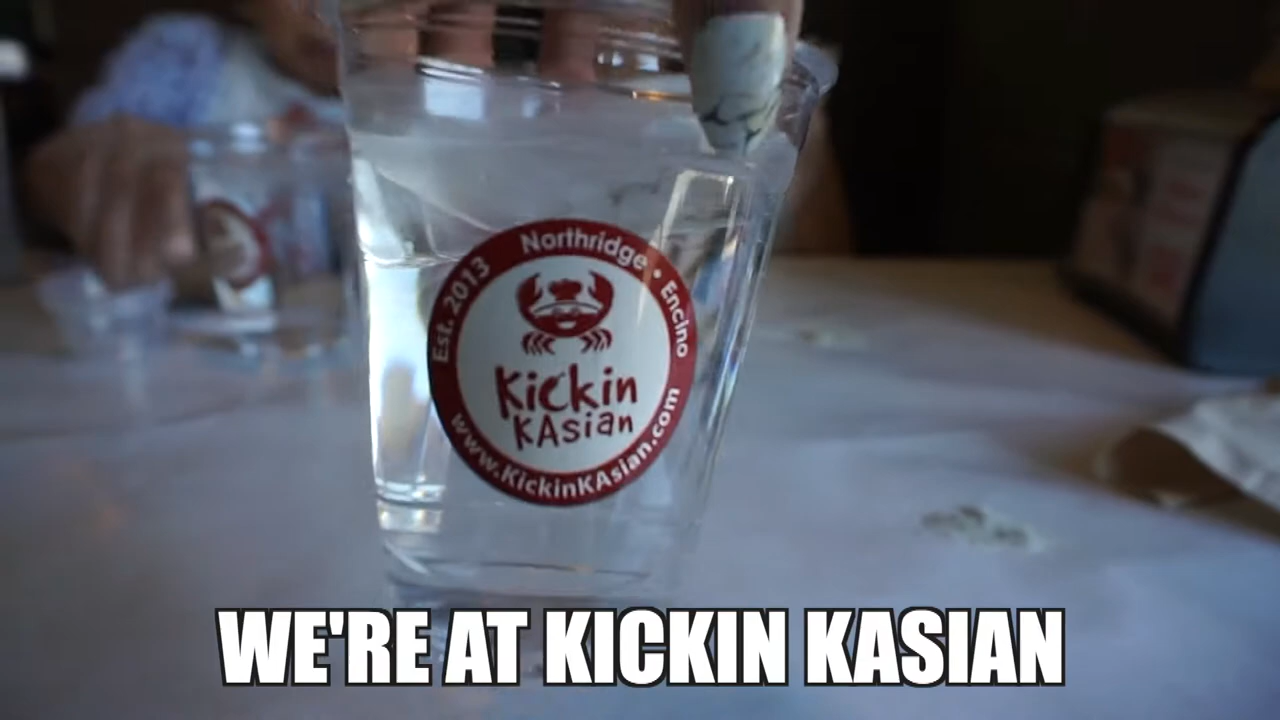 Est. 2013 Northridge • Encino
Kickin
KAsian
www.KickinKAsian.com
WE'RE AT KICKIN KASIAN